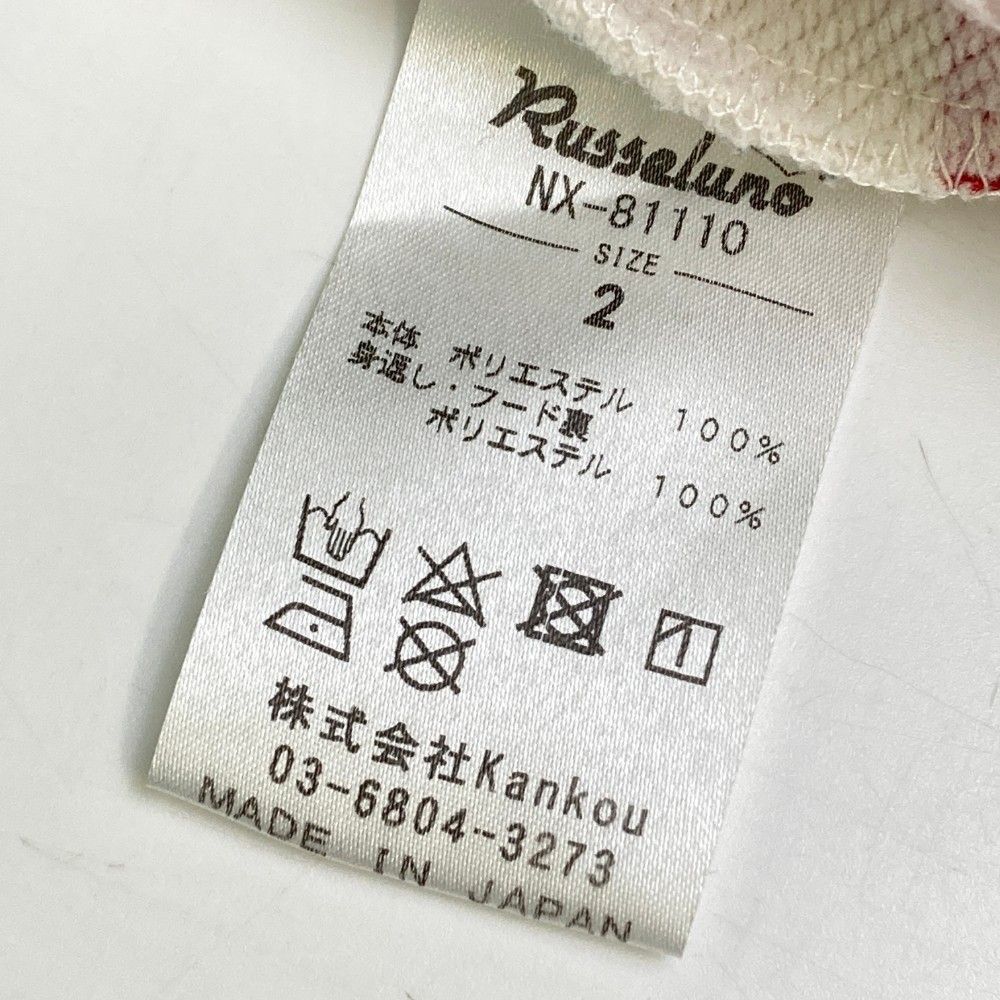 Russeluno
NX-81110
SIZE
2
本体 ポリエステル 100%
身返し・フード裏
ポリエステル 100%
株式会社Kankou
03-6804-3273
MADE IN JAPAN